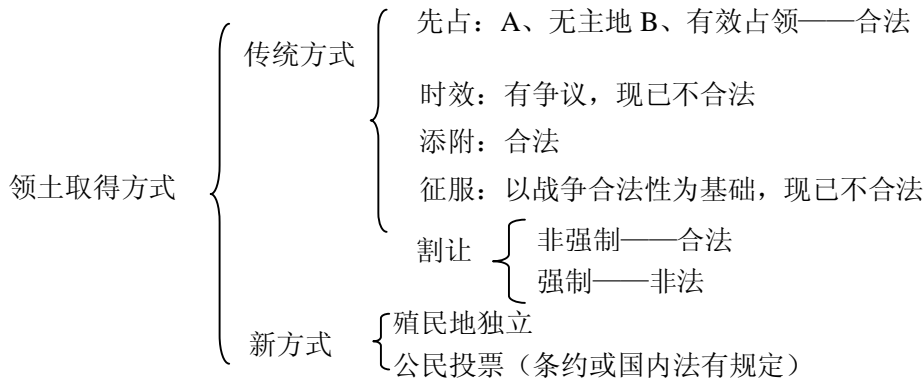 先占：A、无主地 B、有效占领——合法
传统方式
时效：有争议，现已不合法
添附：合法
领土取得方式
征服：以战争合法性为基础，现已不合法
割让
非强制——合法
强制——非法
新方式
殖民地独立
公民投票（条约或国内法有规定）